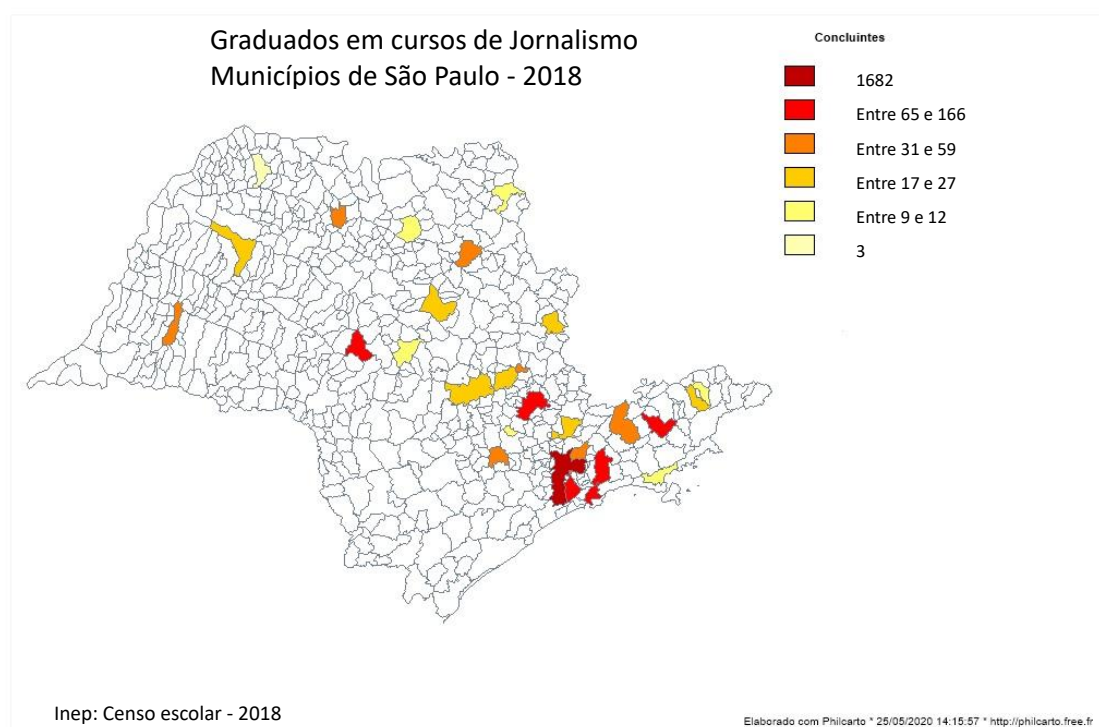 Graduados em cursos de Jornalismo
Municípios de São Paulo - 2018
Concluintes
1682
Entre 65 e 166
Entre 31 e 59
Entre 17 e 27
Entre 9 e 12
3
Inep: Censo escolar - 2018
Elaborado com Philcarto * 25/05/2020 14:15:57 * http://philcarto.free.fr